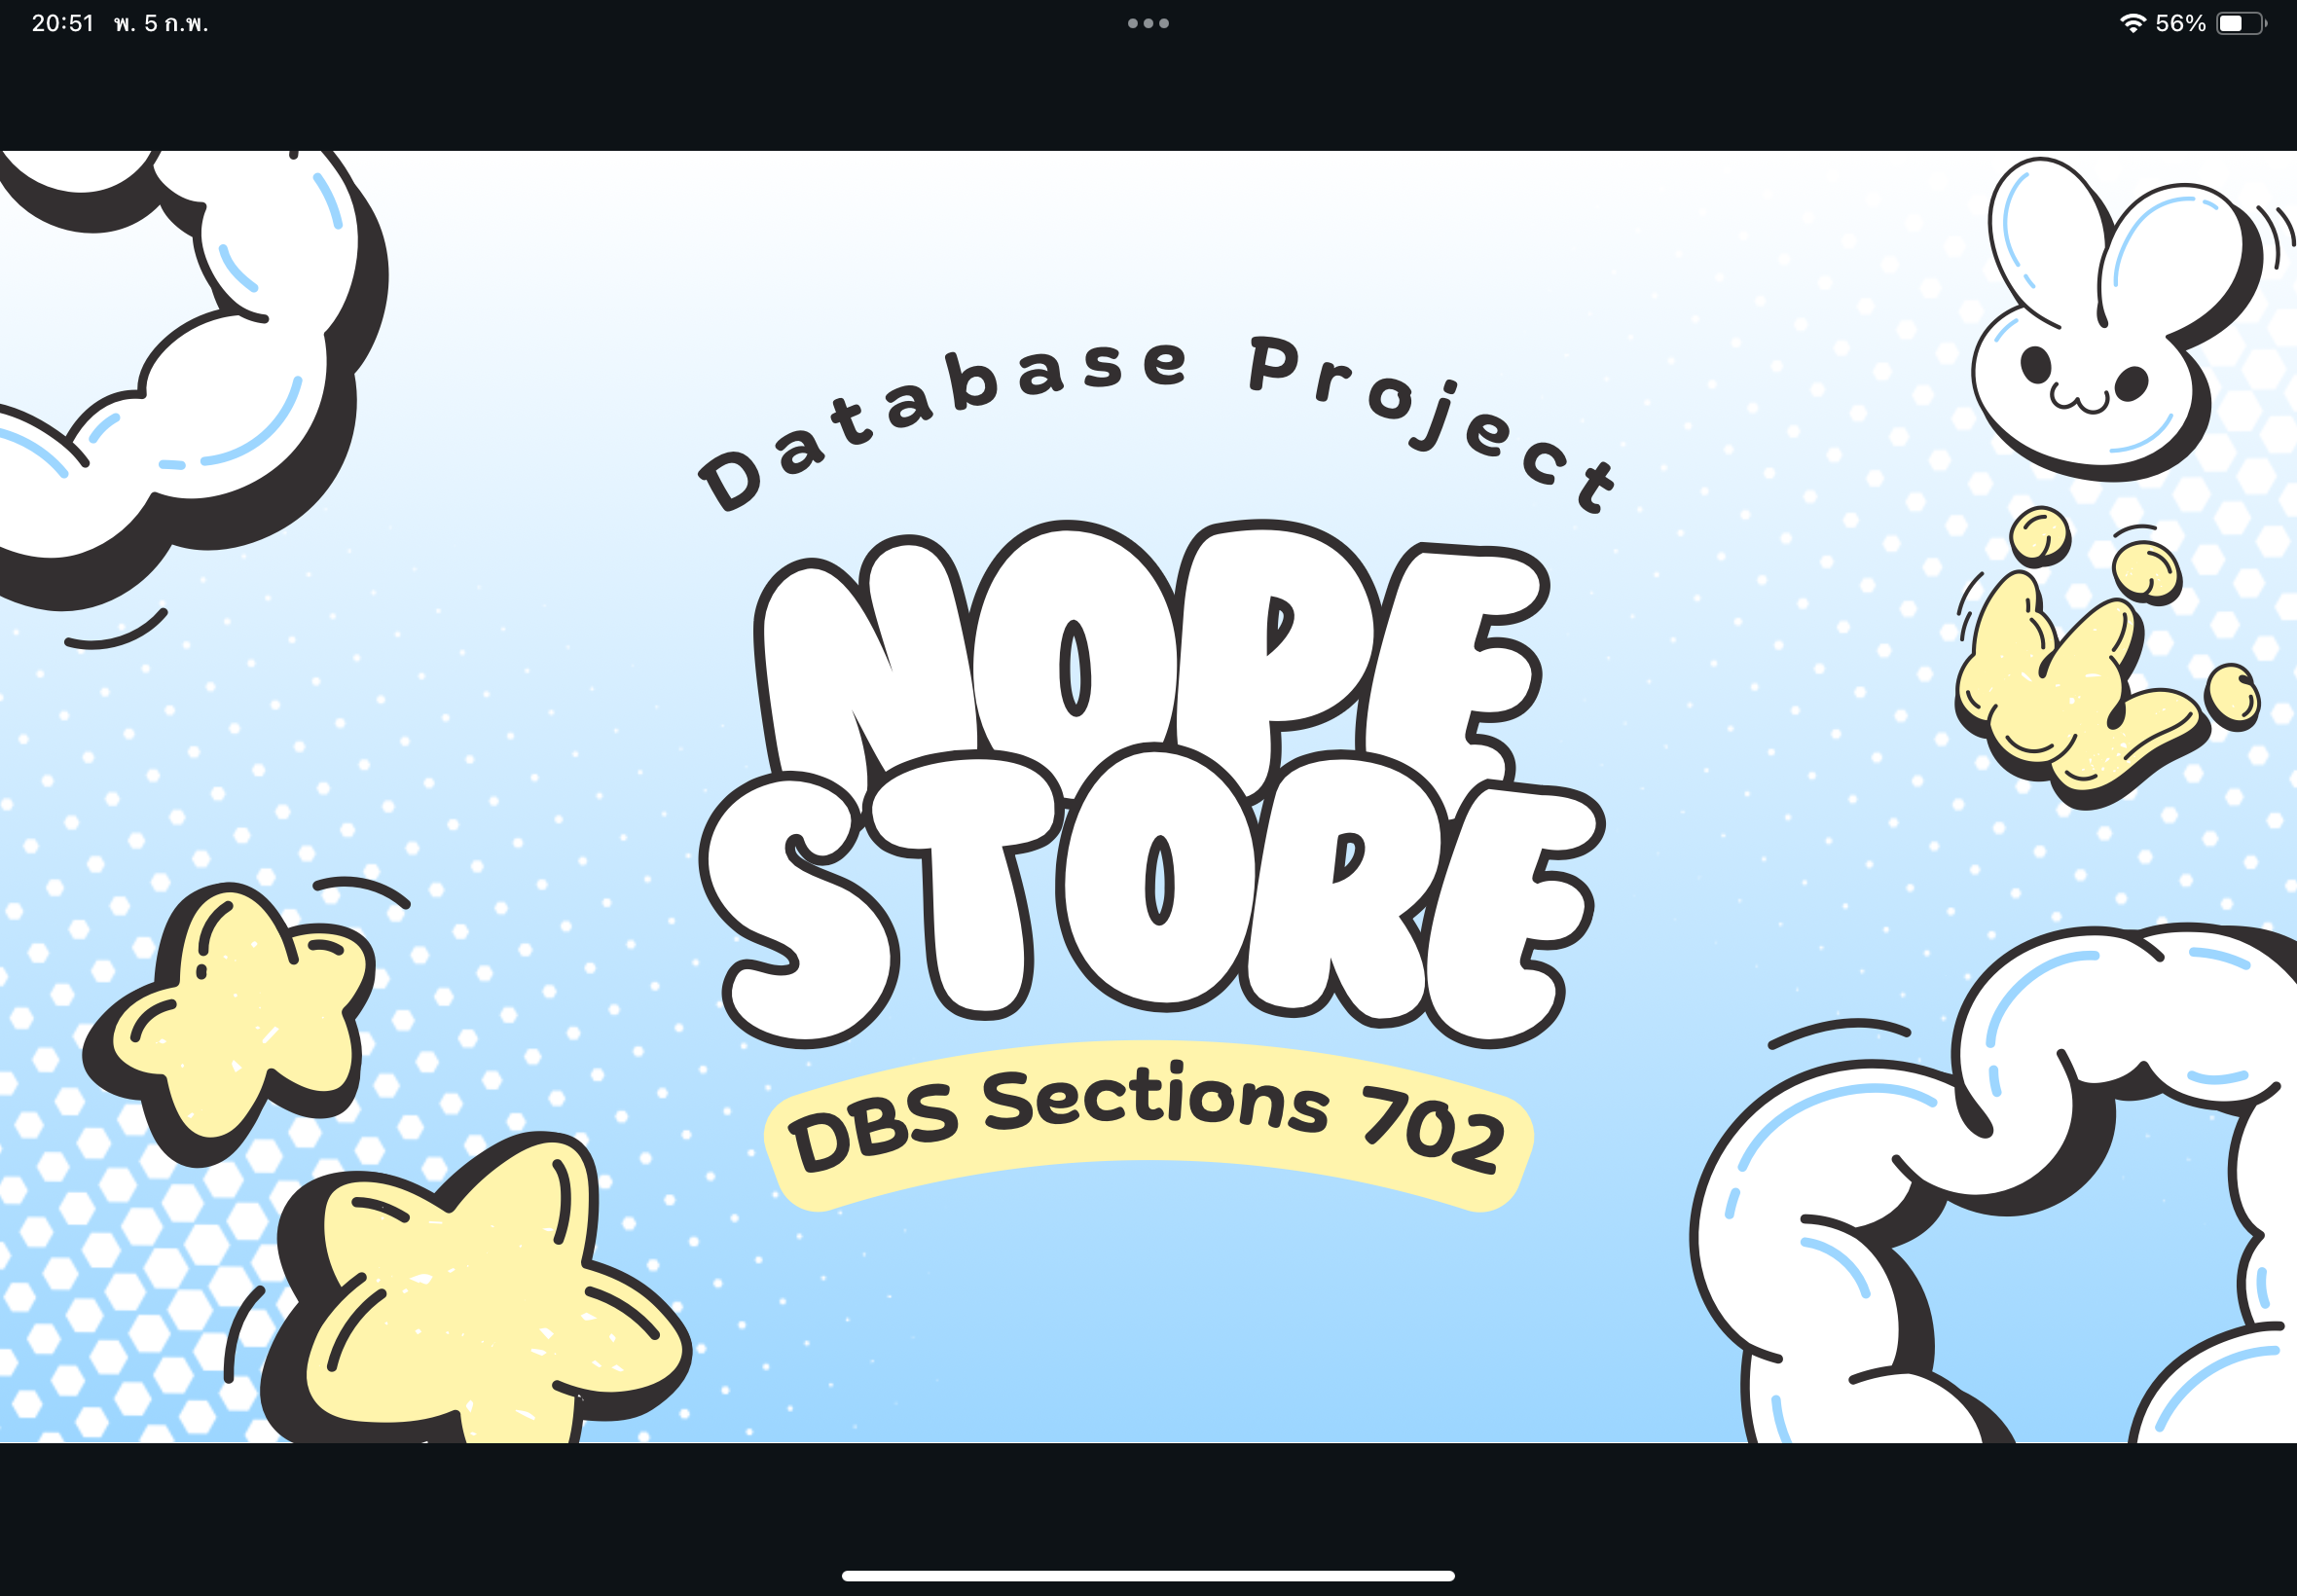 20:51 พ. 5 ก.พ. 56%
Database Project
NOPE
STORE
DBs Sections 702